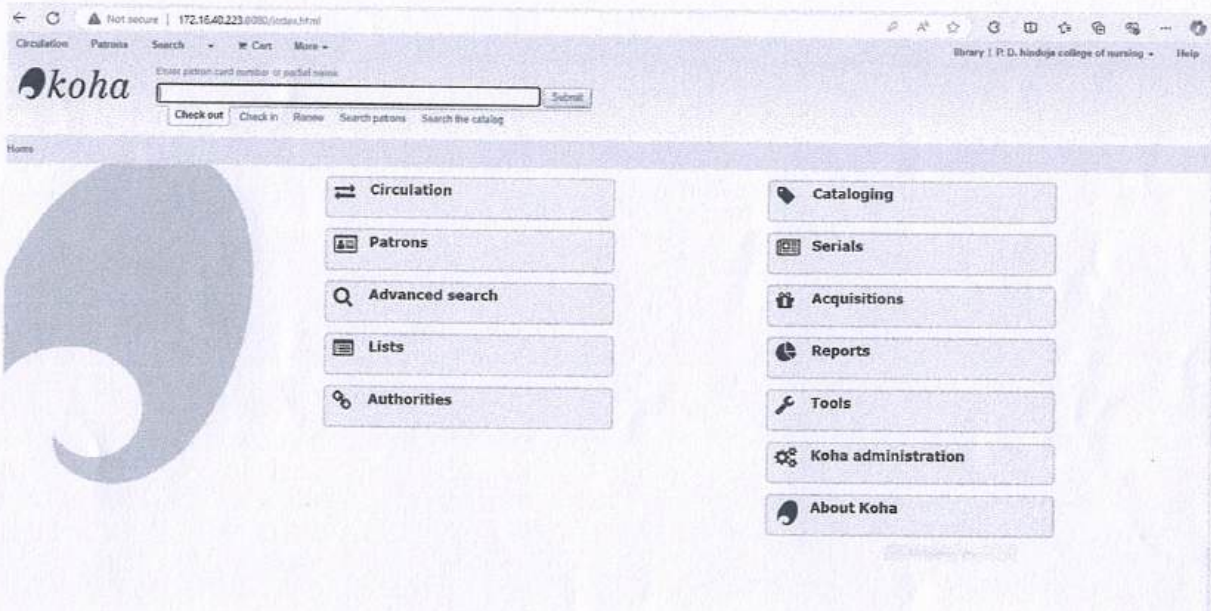 Not secure | 172.16.40.223:8080/index.html
Circulation Patrons Search Cart More
library | P. D. hinduja college of nursing Help
koha
Enter patron card number or partial name
Submit
Check out Check in Renew Search patrons Search the catalog
Home
Circulation
Patrons
Advanced search
Lists
Authorities
Cataloging
Serials
Acquisitions
Reports
Tools
Koha administration
About Koha